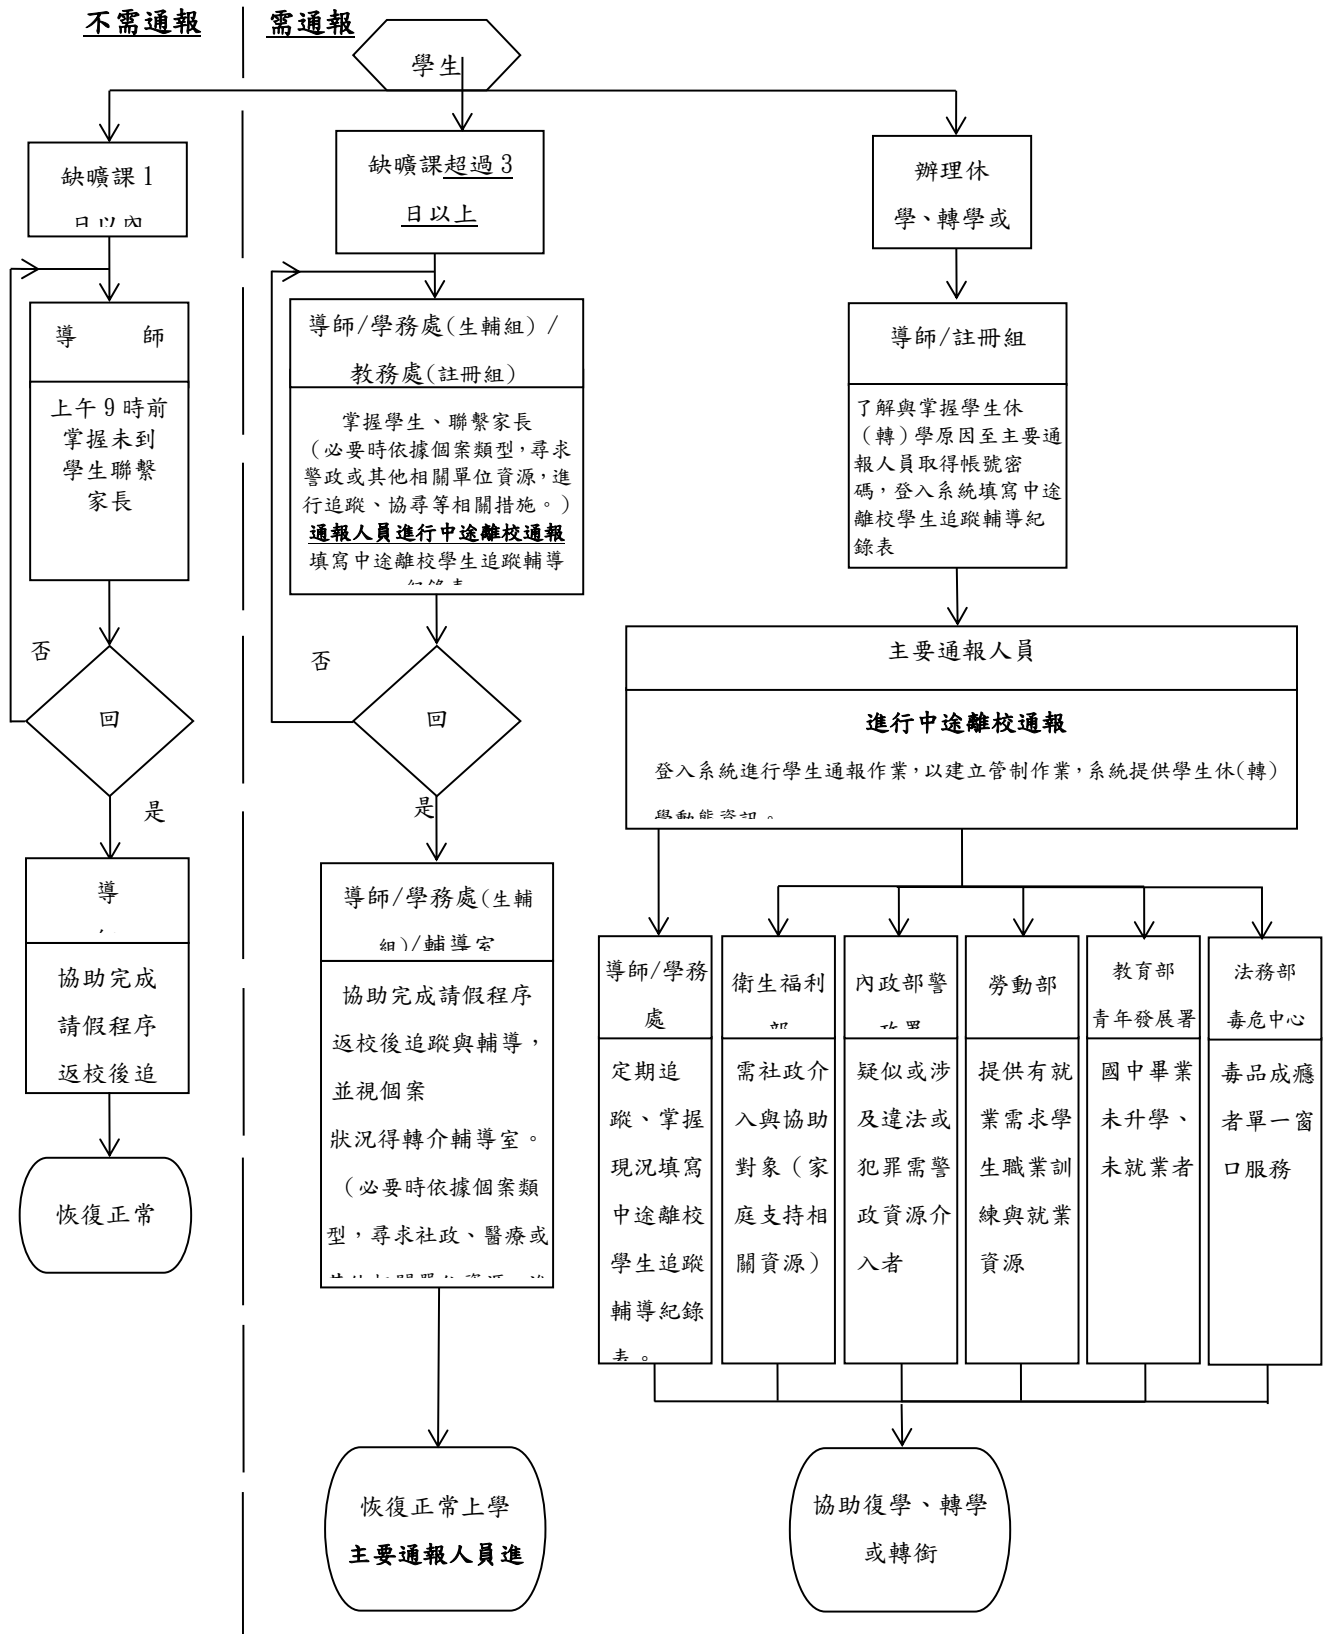 不需通報
需通報
學生
缺曠課 1
日以內
缺曠課超過 3
日以上
辦理休
學、轉學或
導 師
上午 9 時前
掌握未到
學生聯繫
家長
導師/學務處(生輔組) /
教務處(註冊組)
掌握學生、聯繫家長
（必要時依據個案類型，尋求
警政或其他相關單位資源，進
行追蹤、協尋等相關措施。）
通報人員進行中途離校通報
填寫中途離校學生追蹤輔導
紀錄表
導師/註冊組
了解與掌握學生休
（轉）學原因至主要通
報人員取得帳號密
碼，登入系統填寫中途
離校學生追蹤輔導紀
錄表
否
回
是
否
回
是
主要通報人員
進行中途離校通報
登入系統進行學生通報作業，以建立管制作業，系統提供學生休(轉)
學動態資訊。
導
協助完成
請假程序
返校後追
恢復正常
導師/學務處(生輔
組)/輔導室
協助完成請假程序
返校後追蹤與輔導，
並視個案
狀況得轉介輔導室。
（必要時依據個案類
型，尋求社政、醫療或
恢復正常上學
主要通報人員進
導師/學務
處
定期追
蹤、掌握
現況填寫
中途離校
學生追蹤
輔導紀錄
表。
衛生福利
部
需社政介
入與協助
對象（家
庭支持相
關資源）
內政部警
政署
疑似或涉
及違法或
犯罪需警
政資源介
入者
勞動部
提供有就
業需求學
生職業訓
練與就業
資源
教育部
青年發展署
國中畢業
未升學、
未就業者
法務部
毒危中心
毒品成癮
者單一窗
口服務
協助復學、轉學
或轉銜